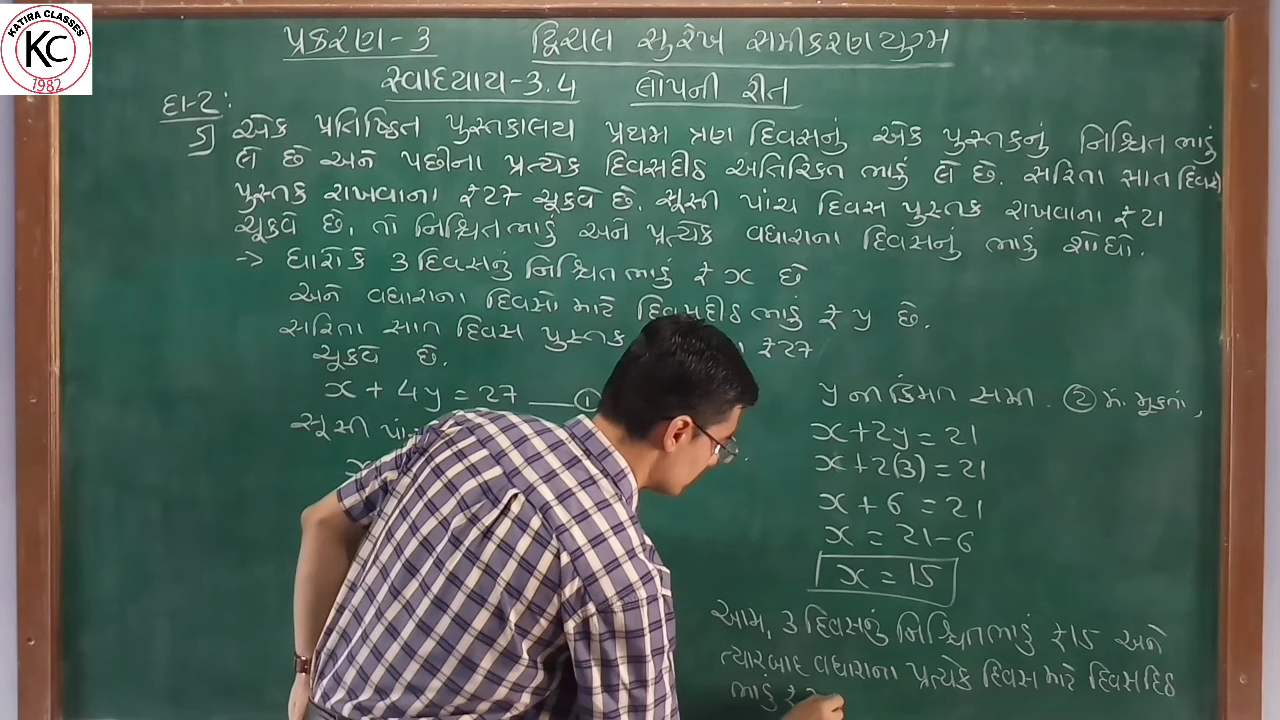 KATIRA CLASSES
KC
1982
પ્રકરણ-૩ દ્વિચલ સુરેખ સમીકરણયુગ્મ
સ્વાધ્યાય-૩.4 લોપની રીત
દા-2:
5] એક પ્રતિષ્ઠિત પુસ્તકાલય પ્રથમ ત્રણ દિવસનું એક પુસ્તકનું નિશ્ચિત ભાડું
લે છે અને પછીના પ્રત્યેક દિવસદીઠ અતિરિક્ત ભાડું લે છે. સરિતા સાત દિવસ
પુસ્તક રાખવાના ₹27 ચૂકવે છે. સૂસી પાંચ દિવસ પુસ્તક રાખવાના ₹21
ચૂકવે છે, તો નિશ્ચિત ભાડું અને પ્રત્યેક વધારાના દિવસનું ભાડું શોધો.
→ ધારોકે 3 દિવસનું નિશ્ચિત ભાડું ₹ x છે
અને વધારાના દિવસો માટે દિવસદીઠ ભાડું ₹ y છે.
સરિતા સાત દિવસ પુસ્તક ₹27
ચૂકવે છે.
x + 4y = 27 — ①
સૂસી
y ની કિંમત સમી. ② માં મૂકતાં,
x+2y = 21
x+2(3) = 21
x + 6 = 21
x = 21-6
x = 15
આમ, 3 દિવસનું નિશ્ચિત ભાડું ₹15 અને
ત્યારબાદ વધારાના પ્રત્યેક દિવસ માટે દિવસદિઠ
ભાડું ₹